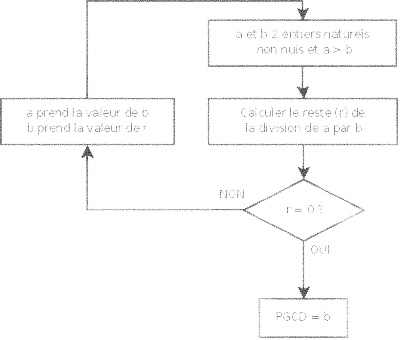 a et b 2 entiers naturels
non nuls et a > b
a prend la valeur de b
b prend la valeur de r
Calculer le reste (r) de
la division de a par b
NON
r = 0 ?
OUI
PGCD = b